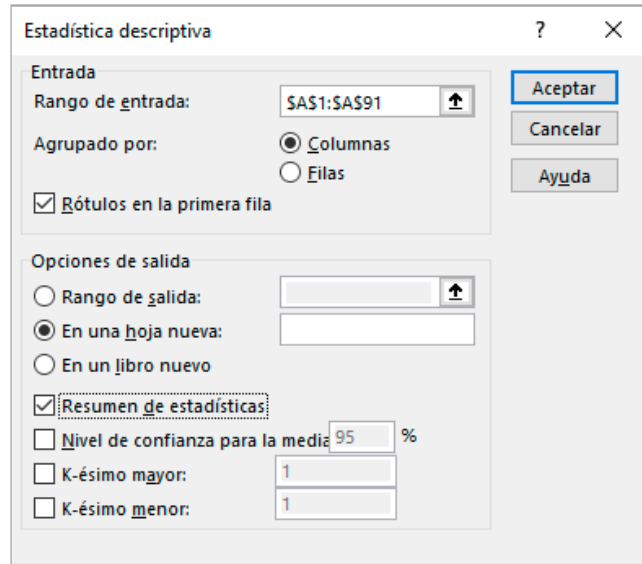 Estadística descriptiva ? X
Entrada
Rango de entrada: $A$1:$A$91
Aceptar
Cancelar
Agrupado por: Columnas
Filas
Ayuda
Rótulos en la primera fila
Opciones de salida
Rango de salida:
En una hoja nueva:
En un libro nuevo
Resumen de estadísticas
Nivel de confianza para la media 95 %
K-ésimo mayor: 1
K-ésimo menor: 1